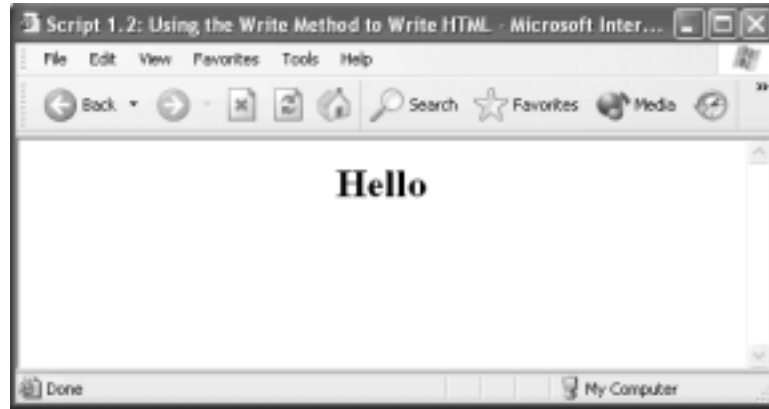 Script 1.2: Using the Write Method to Write HTML - Microsoft Inter...
File Edit View Favorites Tools Help
Back Search Favorites Media »
Hello
Done My Computer